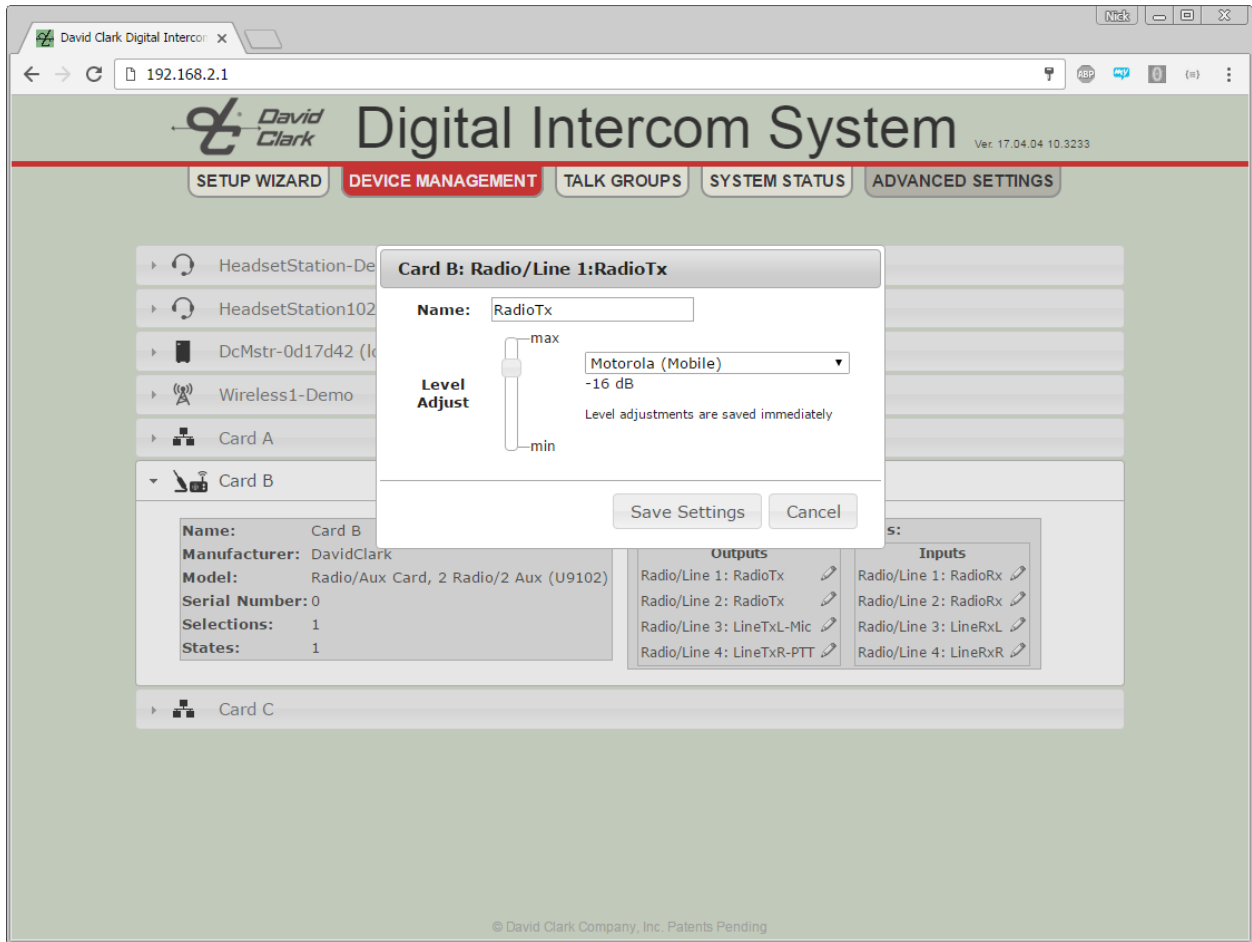 Nick
David Clark Digital Intercor
192.168.2.1
ABP
David Clark
Digital Intercom System
Ver. 17.04.04 10.3233
SETUP WIZARD
DEVICE MANAGEMENT
TALK GROUPS
SYSTEM STATUS
ADVANCED SETTINGS
HeadsetStation-De
HeadsetStation102
DcMstr-0d17d42 (lo
Wireless1-Demo
Card A
Card B
Card B: Radio/Line 1:RadioTx
Name: RadioTx
Level Adjust
max
min
Motorola (Mobile)
-16 dB
Level adjustments are saved immediately
Save Settings
Cancel
Name: Card B
Manufacturer: DavidClark
Model: Radio/Aux Card, 2 Radio/2 Aux (U9102)
Serial Number: 0
Selections: 1
States: 1
s:
Outputs
Radio/Line 1: RadioTx
Radio/Line 2: RadioTx
Radio/Line 3: LineTxL-Mic
Radio/Line 4: LineTxR-PTT
Inputs
Radio/Line 1: RadioRx
Radio/Line 2: RadioRx
Radio/Line 3: LineRxL
Radio/Line 4: LineRxR
Card C
© David Clark Company, Inc. Patents Pending